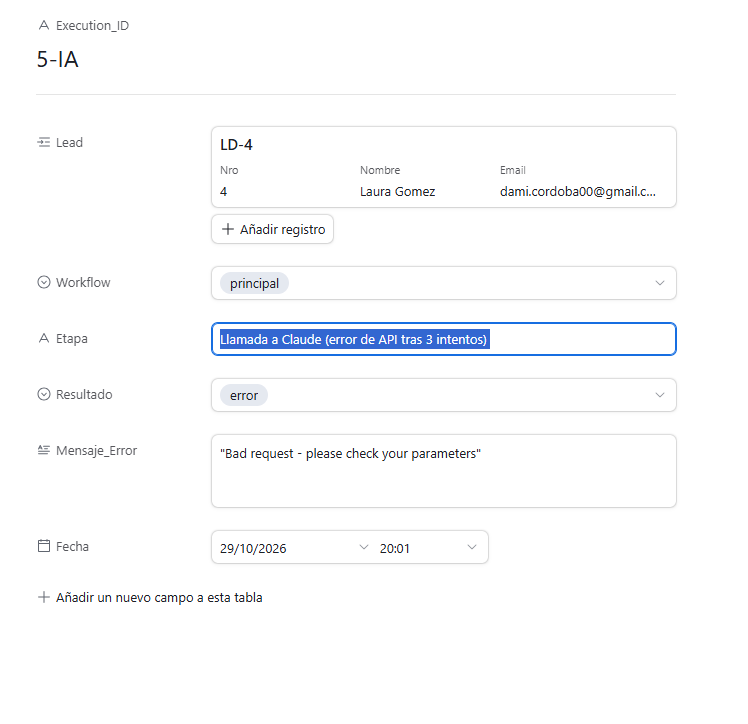 Execution_ID
5-IA
Lead
LD-4
Nro
Nombre
Email
4
Laura Gomez
dami.cordoba00@gmail.c...
Añadir registro
Workflow
principal
Etapa
Llamada a Claude (error de API tras 3 intentos)
Resultado
error
Mensaje_Error
"Bad request - please check your parameters"
Fecha
29/10/2026
20:01
Añadir un nuevo campo a esta tabla